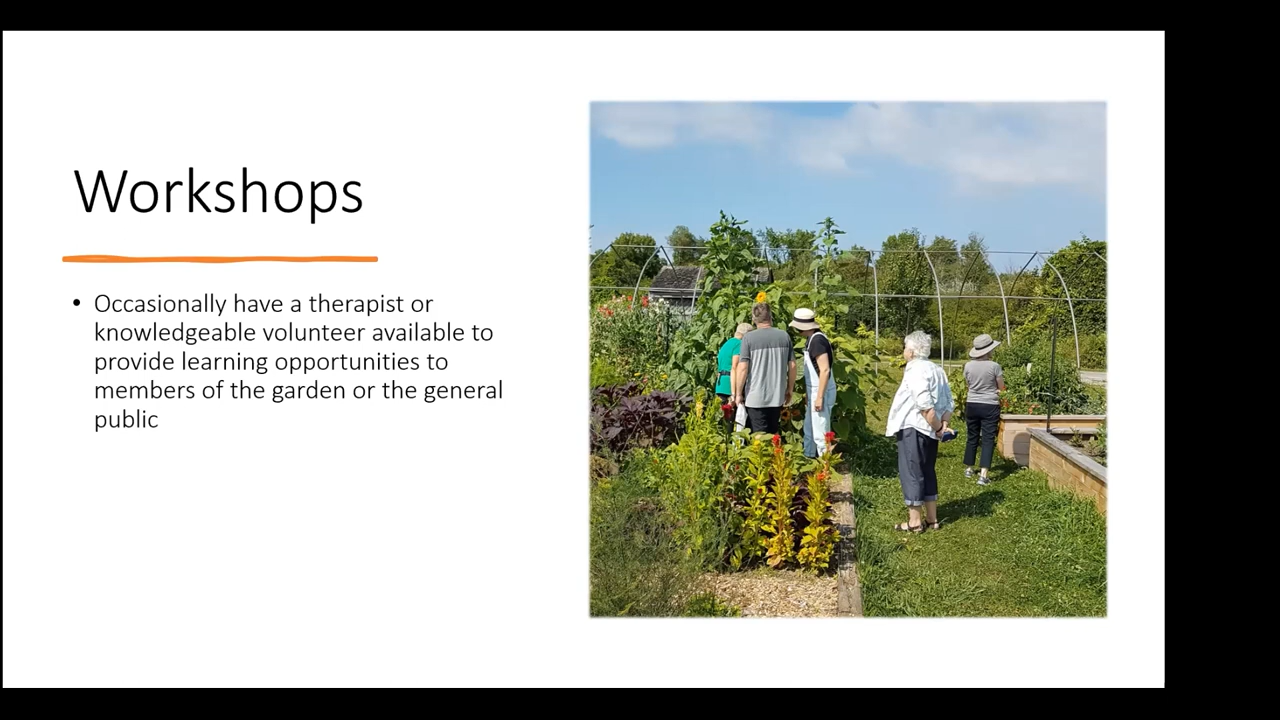 Workshops
• Occasionally have a therapist or
knowledgeable volunteer available to
provide learning opportunities to
members of the garden or the general
public